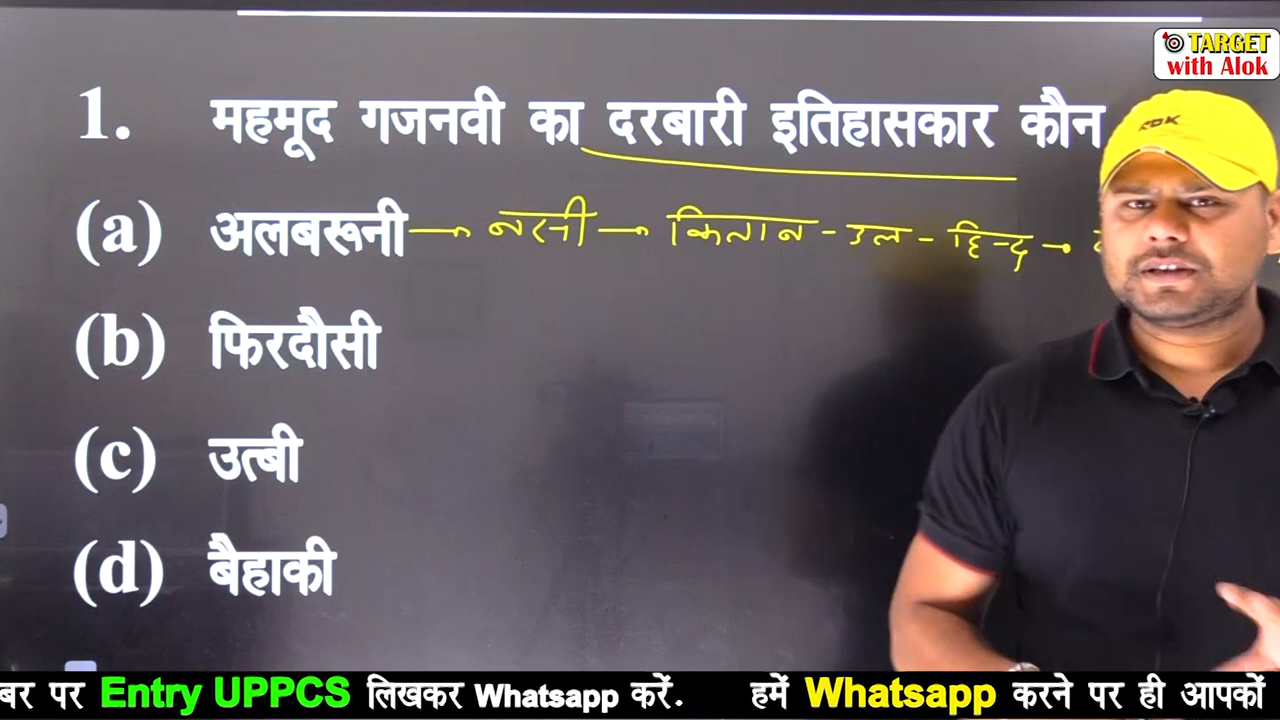 TARGET
with Alok
1. महमूद गजनवी का दरबारी इतिहासकार कौन
(a) अलबरूनी → → किताब-उल-हिन्द →
(b) फिरदौसी
(c) उत्बी
(d) बैहाकी
बर पर Entry UPPCS लिखकर Whatsapp करें. हमें Whatsapp करने पर ही आपकों